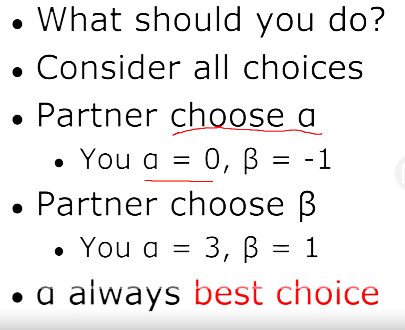 • What should you do?
• Consider all choices
• Partner choose α
• You α = 0, β = -1
• Partner choose β
• You α = 3, β = 1
• α always best choice